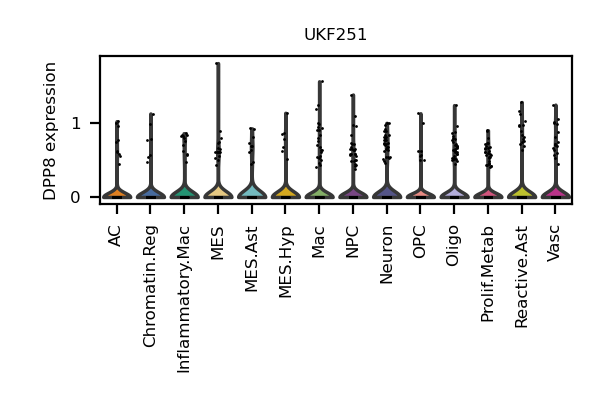 UKF251
DPP8 expression
1
0
AC
Chromatin.Reg
Inflammatory.Mac
MES
MES.Ast
MES.Hyp
Mac
NPC
Neuron
OPC
Oligo
Prolif.Metab
Reactive.Ast
Vasc